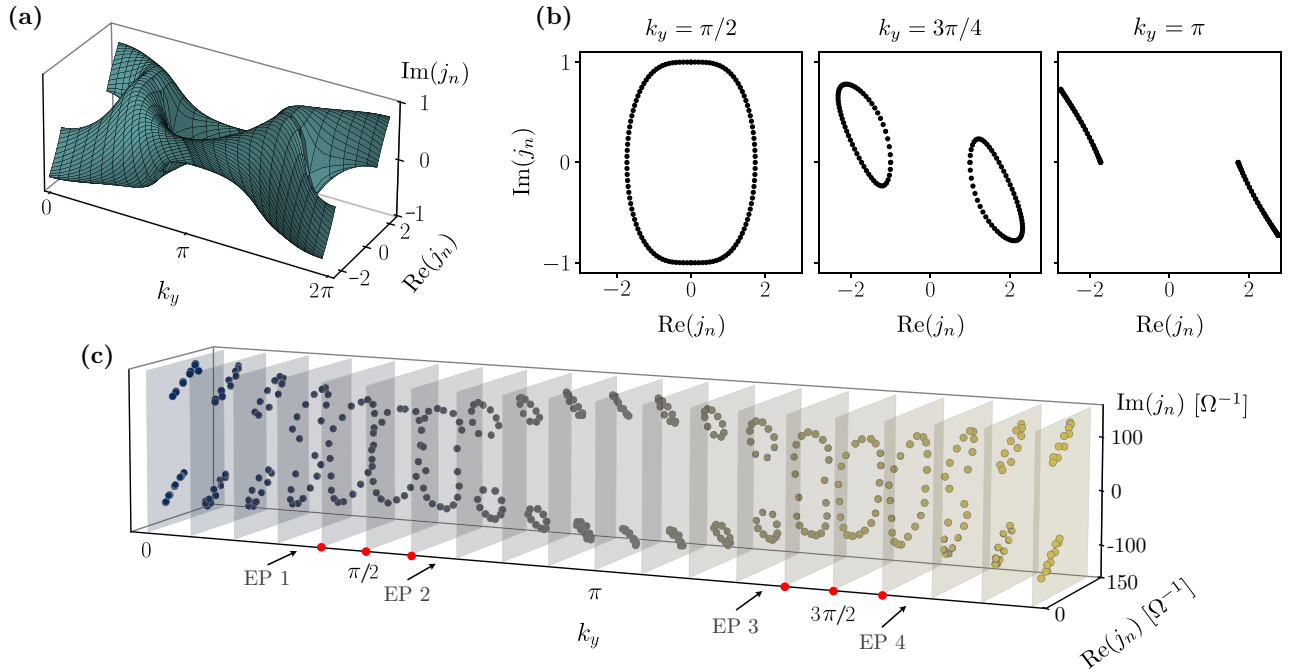 (a)
Im(j_n)
1
0
−1
2
0
−2
Re(j_n)
0
π
2π
k_y
(b)
k_y = π/2
k_y = 3π/4
k_y = π
Im(j_n)
1
0
−1
−2 0 2
−2 0 2
−2 0 2
Re(j_n)
Re(j_n)
Re(j_n)
(c)
Im(j_n) [Ω⁻¹]
100
0
−100
150
0
Re(j_n) [Ω⁻¹]
0
EP 1
π/2
EP 2
π
EP 3
3π/2
EP 4
k_y